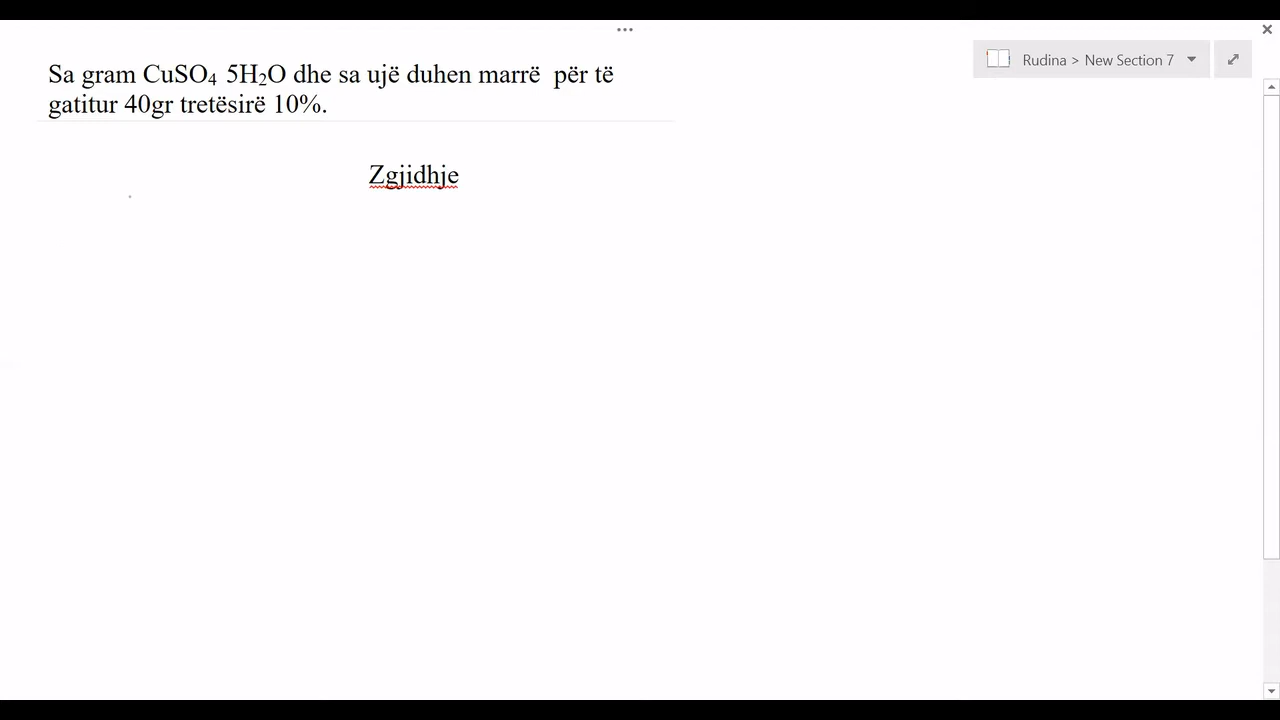 Rudina > New Section 7
Sa gram CuSO₄ 5H₂O dhe sa ujë duhen marrë për të
gatitur 40gr tretësirë 10%.
Zgjidhje